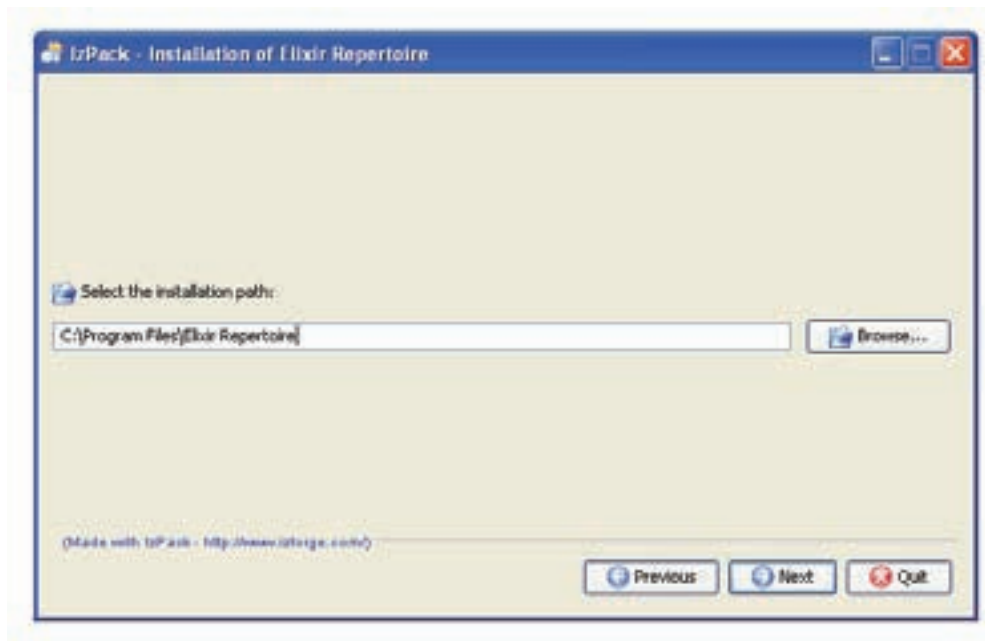 IzPack - Installation of Elixir Repertoire
Select the installation path:
C:\Program Files\Elixir Repertoire
Browse...
(Made with IzPack - http://www.izforge.com/)
Previous
Next
Quit